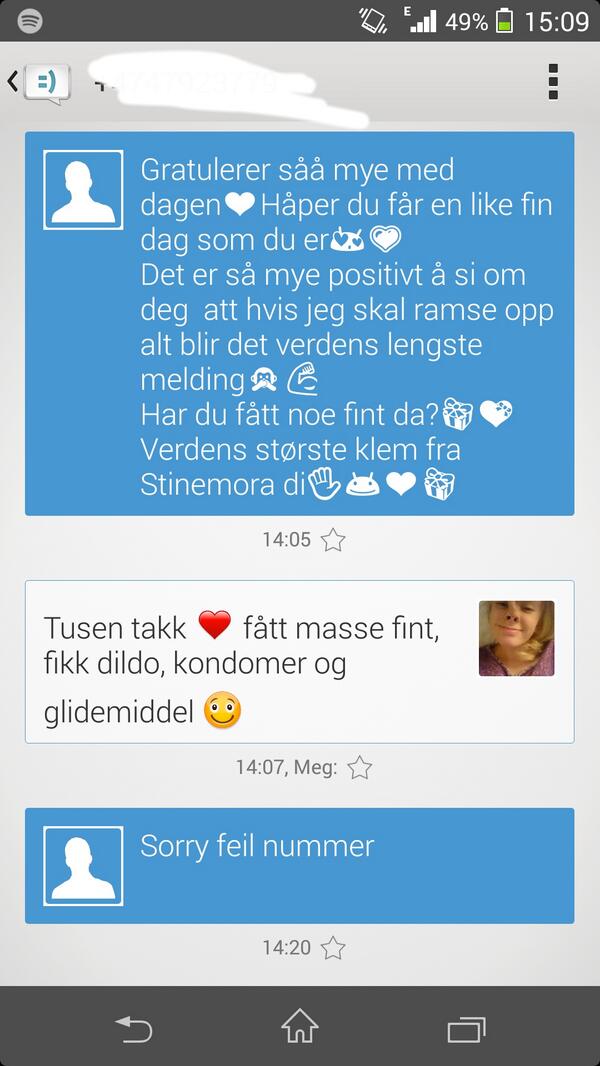 E 49% 15:09
=)
Gratulerer såå mye med
dagen❤Håper du får en like fin
dag som du er😻💗
Det er så mye positivt å si om
deg  att hvis jeg skal ramse opp
alt blir det verdens lengste
melding🙊💪
Har du fått noe fint da?🎁💝
Verdens største klem fra
Stinemora di✋❤🎁
14:05 ☆
Tusen takk ❤ fått masse fint,
fikk dildo, kondomer og
glidemiddel 😊
14:07, Meg: ☆
Sorry feil nummer
14:20 ☆